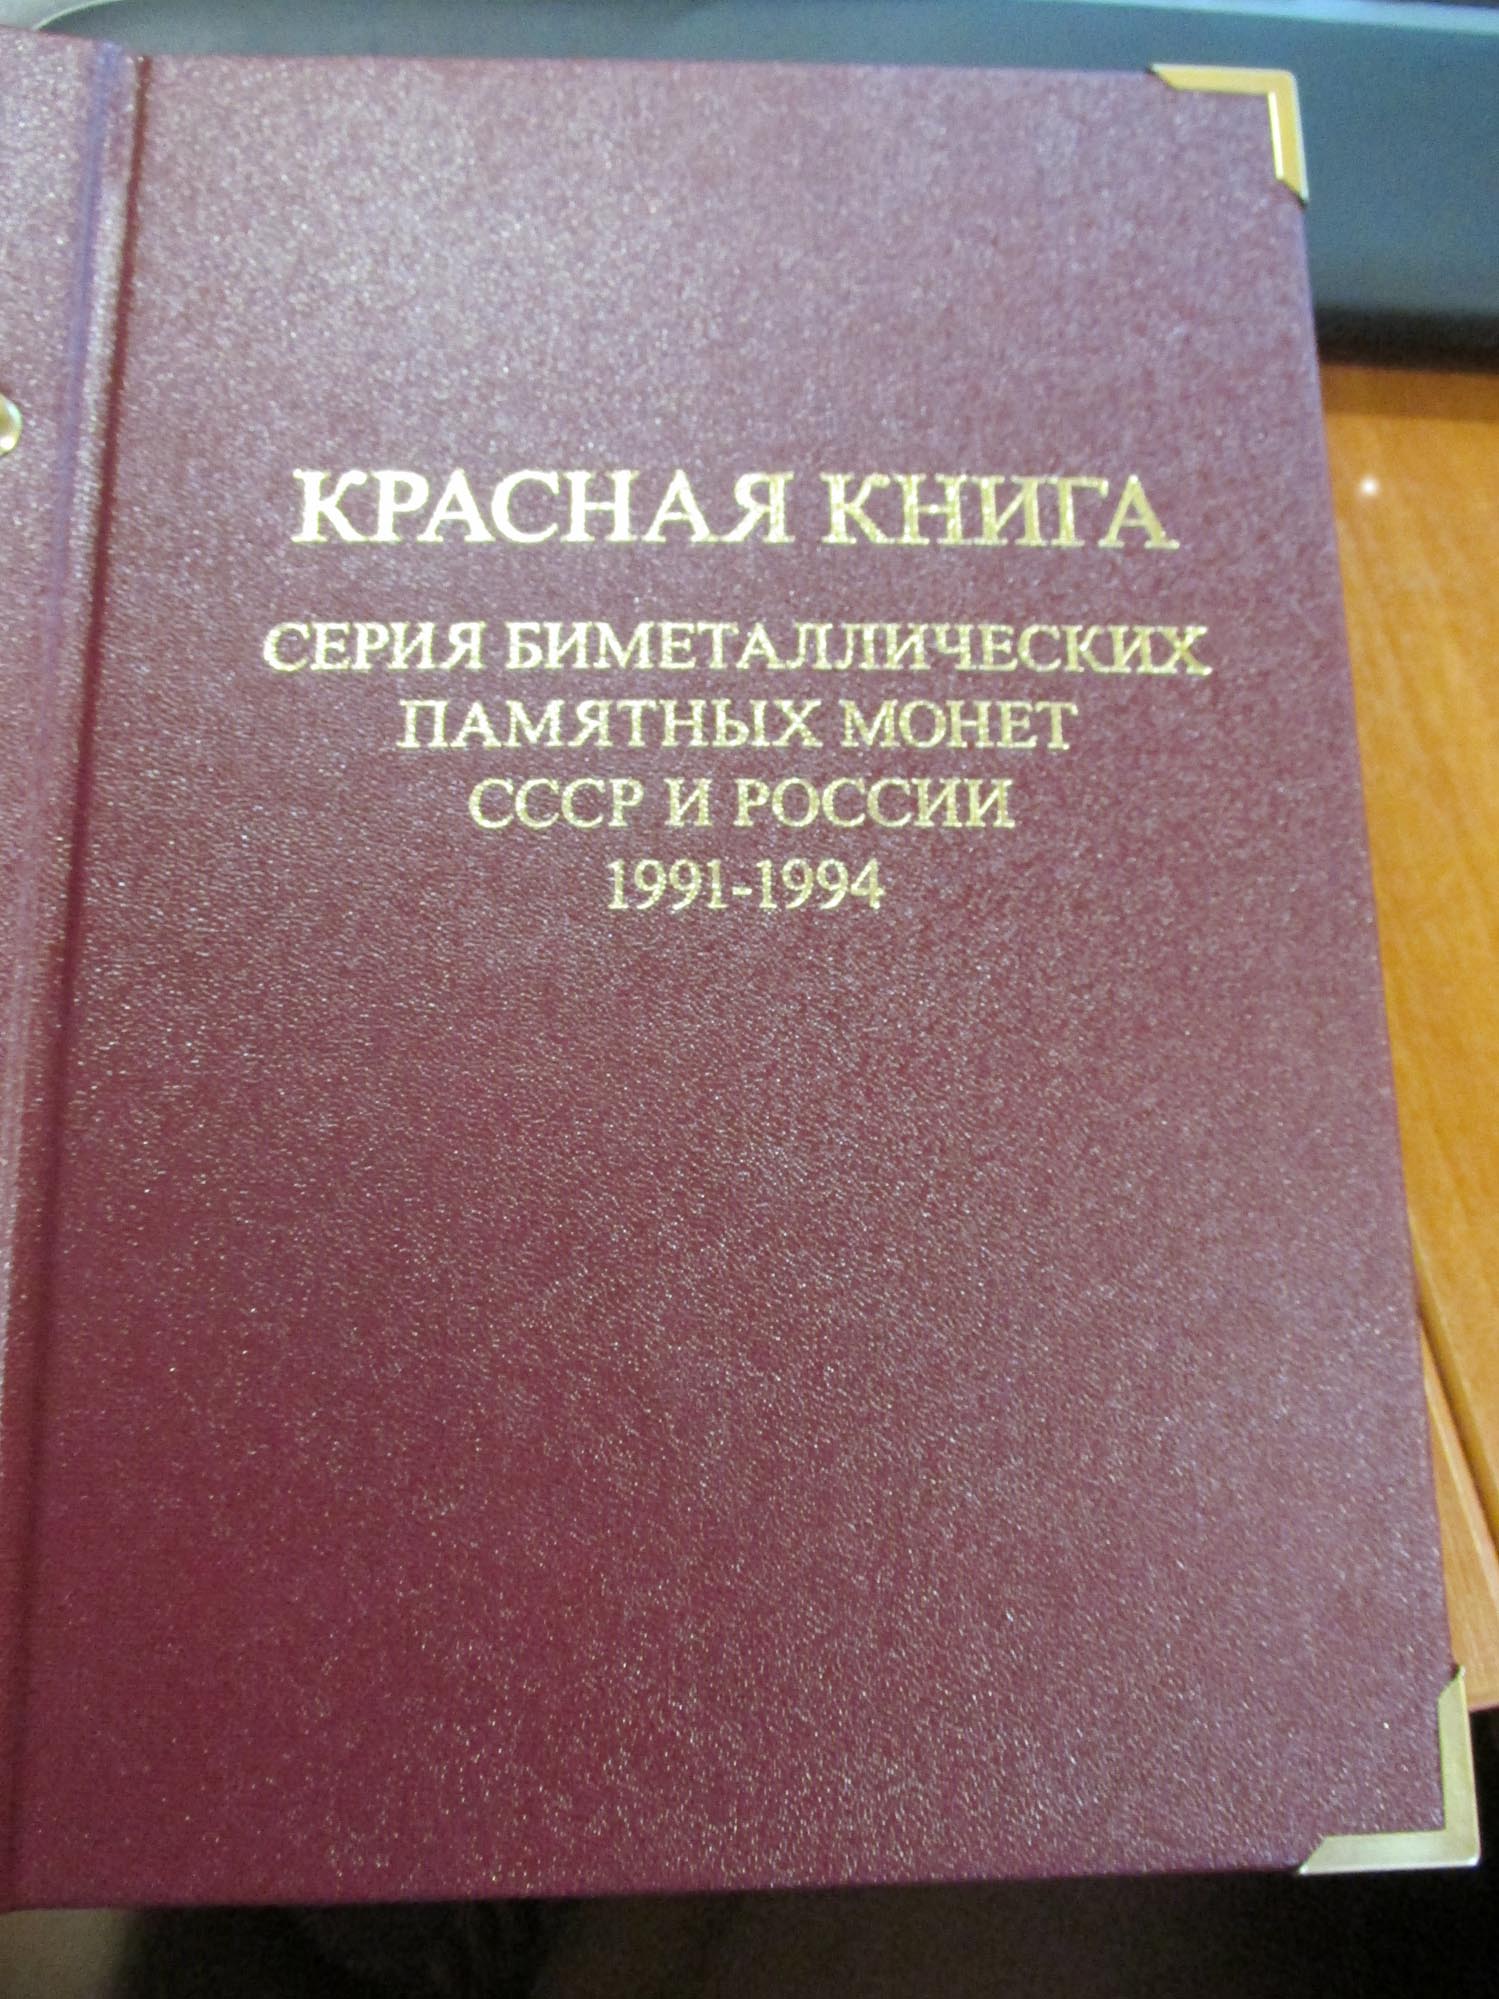 КРАСНАЯ КНИГА
СЕРИЯ БИМЕТАЛЛИЧЕСКИХ
ПАМЯТНЫХ МОНЕТ
СССР И РОССИИ
1991-1994